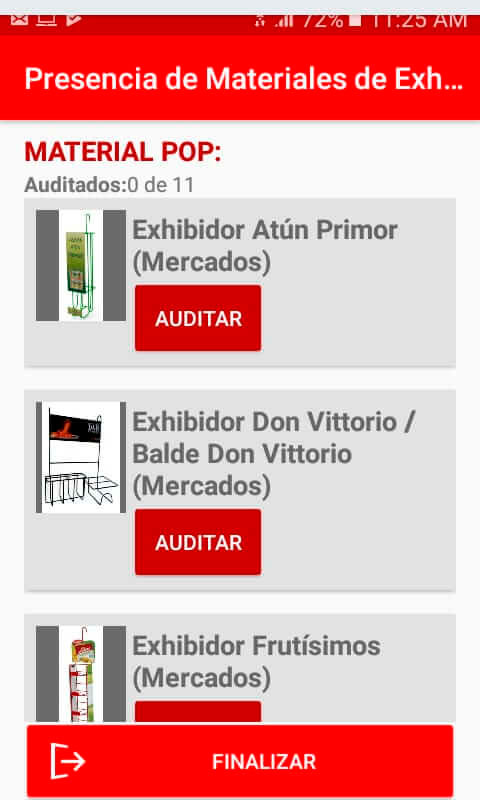 72% 11:25 AM
Presencia de Materiales de Exh...
MATERIAL POP:
Auditados:0 de 11
Exhibidor Atún Primor
(Mercados)
AUDITAR
Exhibidor Don Vittorio /
Balde Don Vittorio
(Mercados)
AUDITAR
Exhibidor Frutísimos
(Mercados)
FINALIZAR